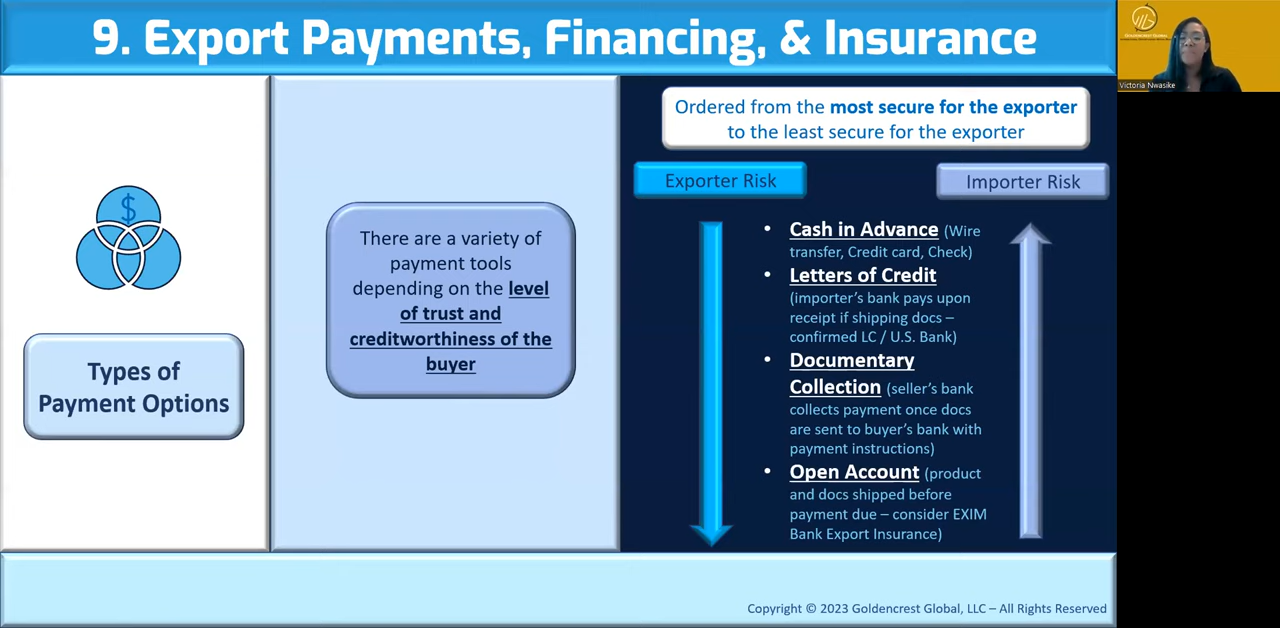 9. Export Payments, Financing, & Insurance
$
Types of
Payment Options
There are a variety of
payment tools
depending on the level
of trust and
creditworthiness of the
buyer
Ordered from the most secure for the exporter
to the least secure for the exporter
Exporter Risk
Importer Risk
• Cash in Advance (Wire
transfer, Credit card, Check)
• Letters of Credit
(importer’s bank pays upon
receipt if shipping docs –
confirmed LC / U.S. Bank)
• Documentary
Collection (seller’s bank
collects payment once docs
are sent to buyer’s bank with
payment instructions)
• Open Account (product
and docs shipped before
payment due – consider EXIM
Bank Export Insurance)
Copyright © 2023 Goldencrest Global, LLC – All Rights Reserved
Goldencrest Global
Victoria Nwasike